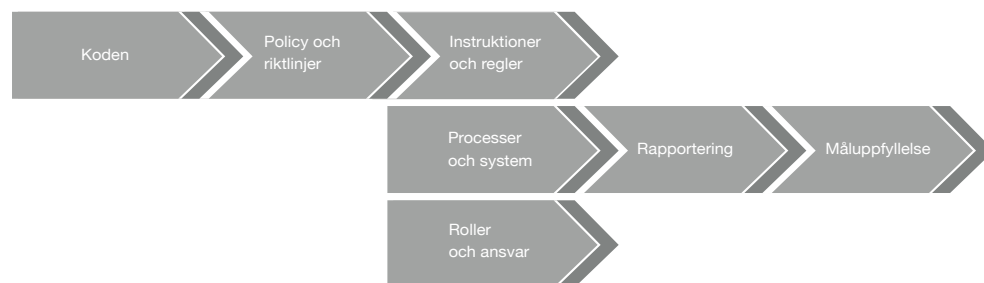 Koden
Policy och
riktlinjer
Instruktioner
och regler
Processer
och system
Rapportering
Måluppfyllelse
Roller
och ansvar